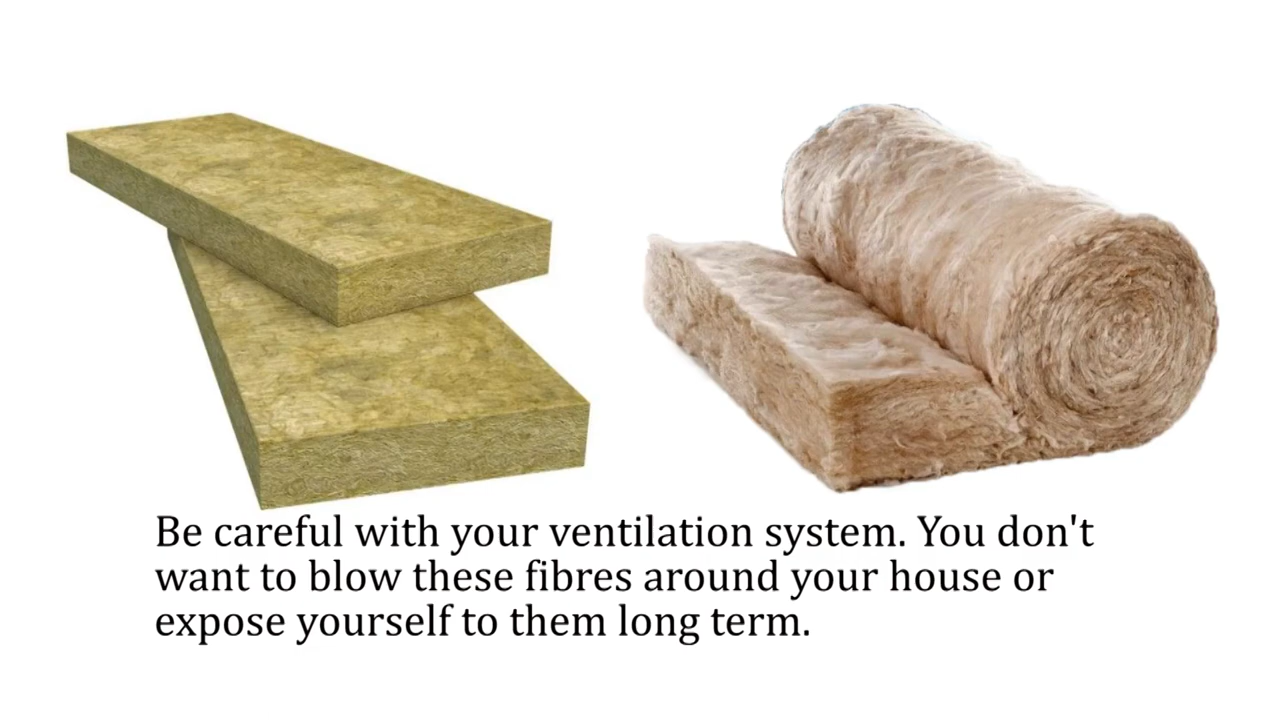 Be careful with your ventilation system. You don't
want to blow these fibres around your house or
expose yourself to them long term.